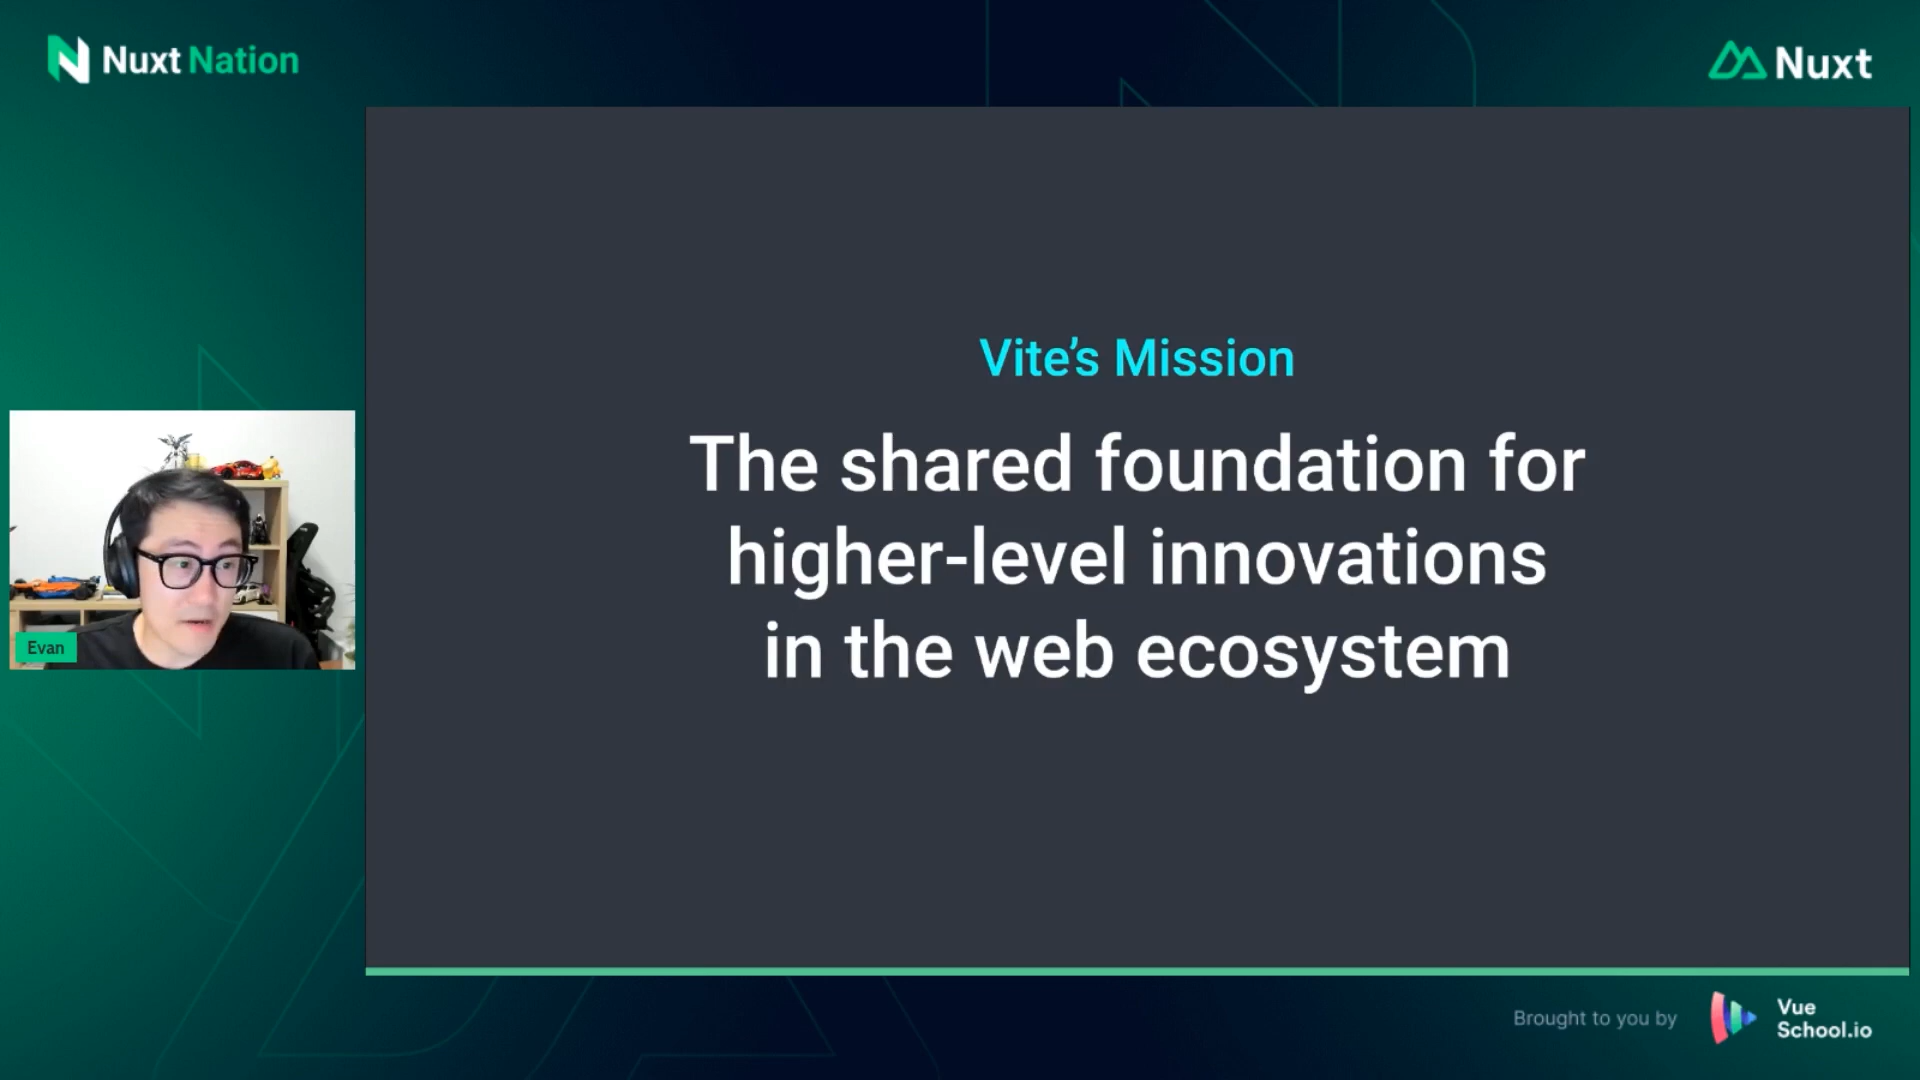 Nuxt Nation
Nuxt
Vite’s Mission
The shared foundation for
higher-level innovations
in the web ecosystem
Evan
Brought to you by
Vue
School.io